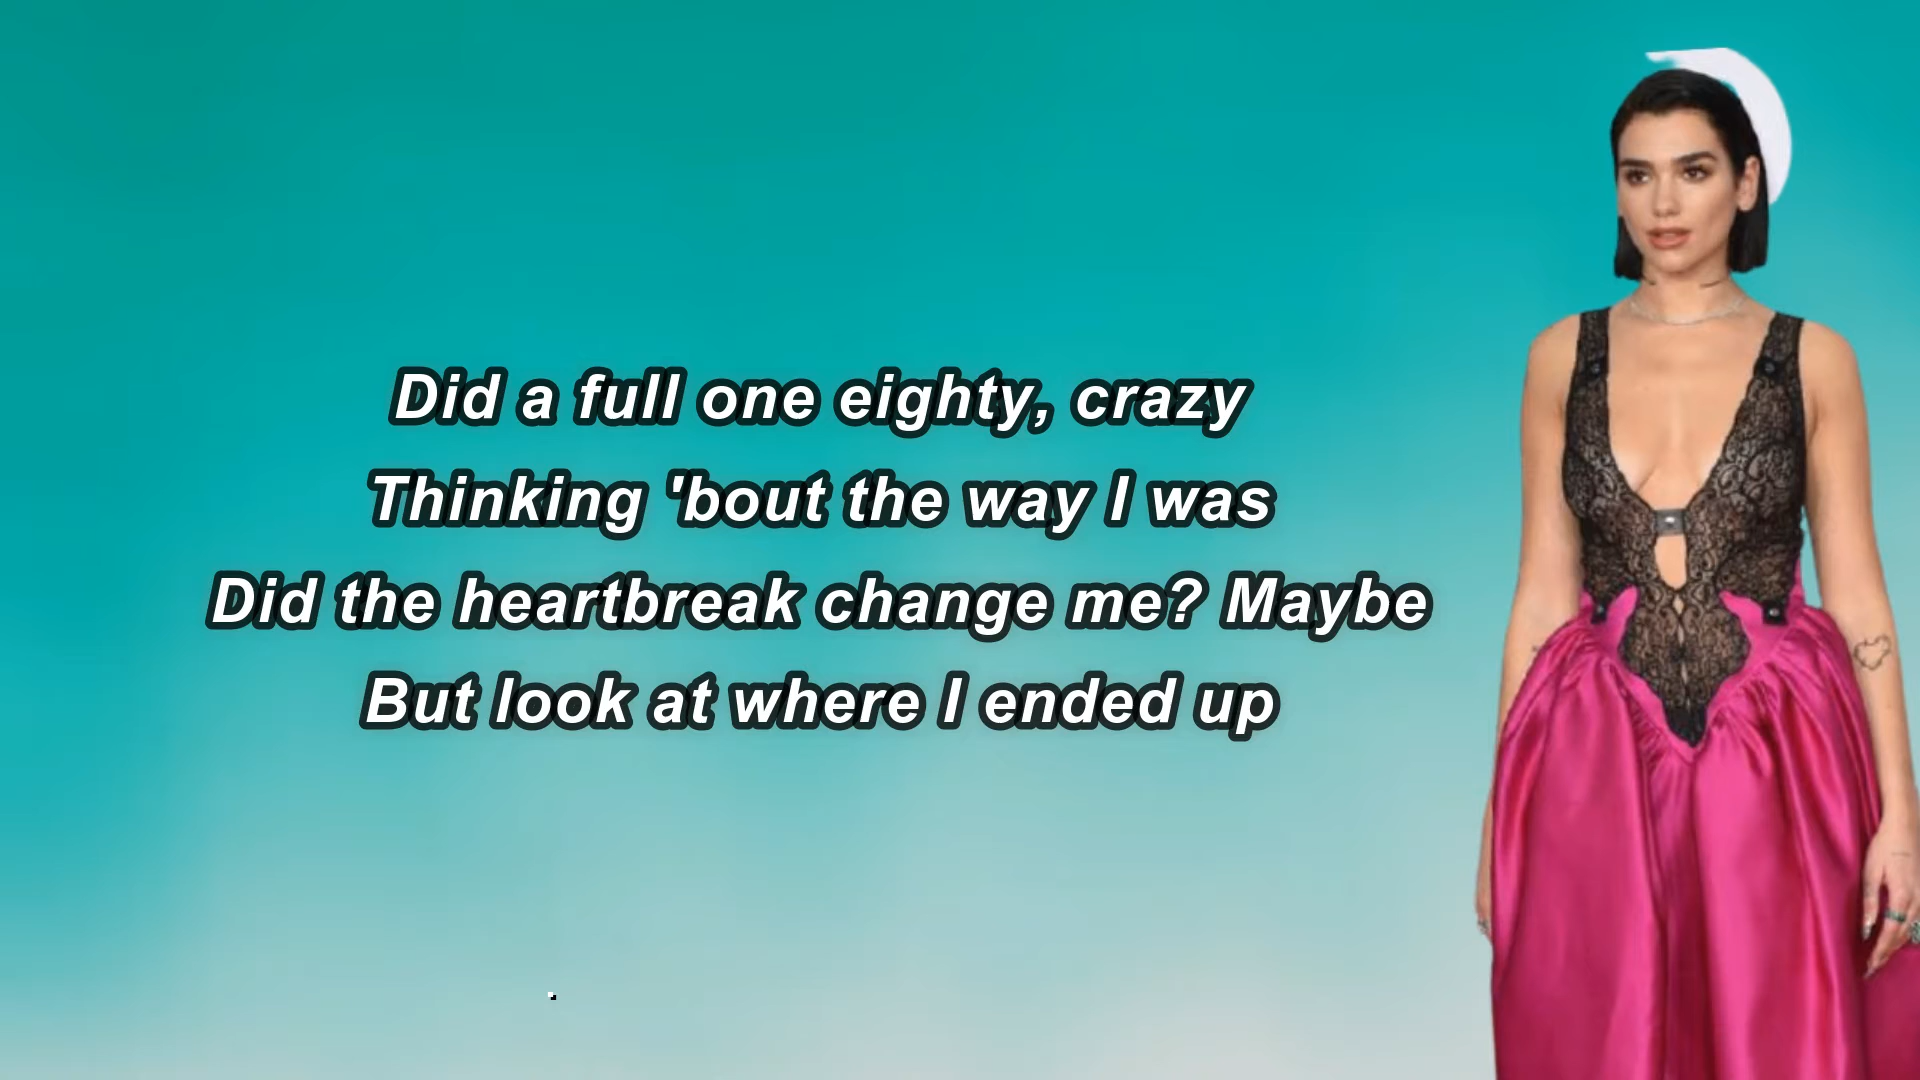 Did a full one eighty, crazy
Thinking 'bout the way I was
Did the heartbreak change me? Maybe
But look at where I ended up